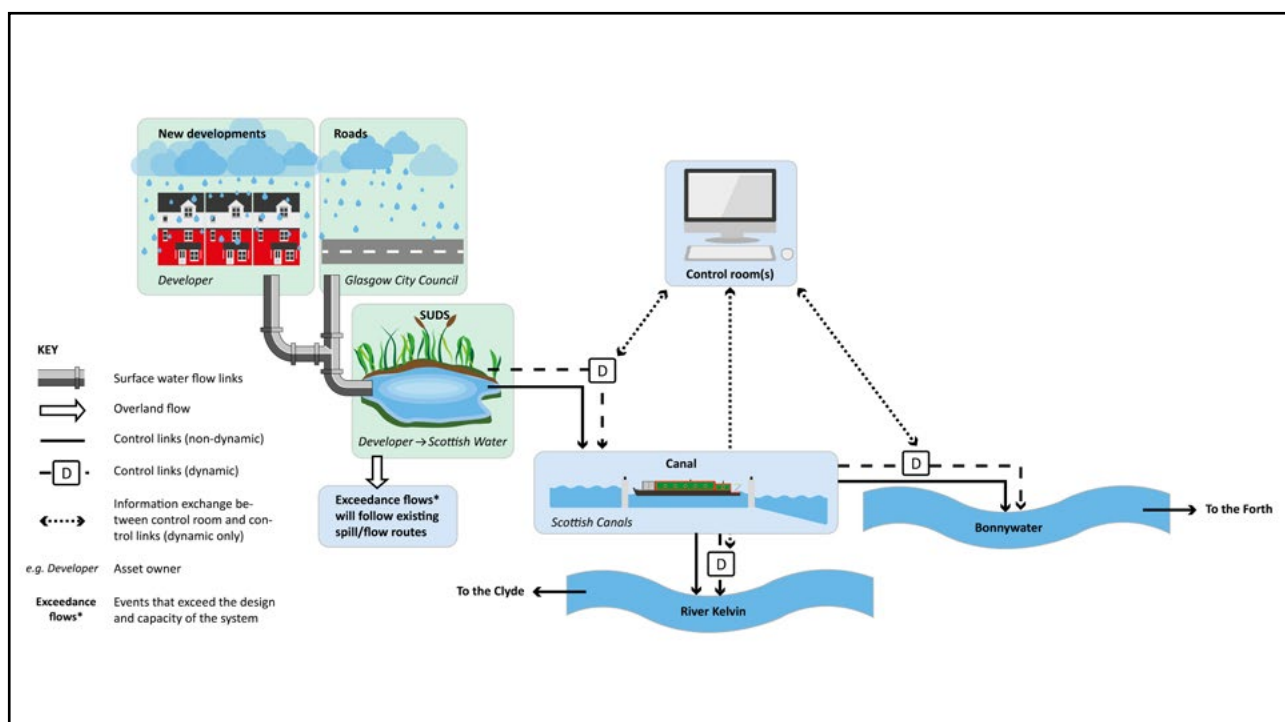 New developments
Roads
Developer
Glasgow City Council
Control room(s)
SUDS
Developer → Scottish Water
D
Exceedance flows*
will follow existing
spill/flow routes
Canal
Scottish Canals
D
D
Bonnywater
To the Forth
To the Clyde
River Kelvin
KEY
Surface water flow links
Overland flow
Control links (non-dynamic)
D
Control links (dynamic)
Information exchange be-
tween control room and con-
trol links (dynamic only)
e.g. Developer
Asset owner
Exceedance
flows*
Events that exceed the design
and capacity of the system